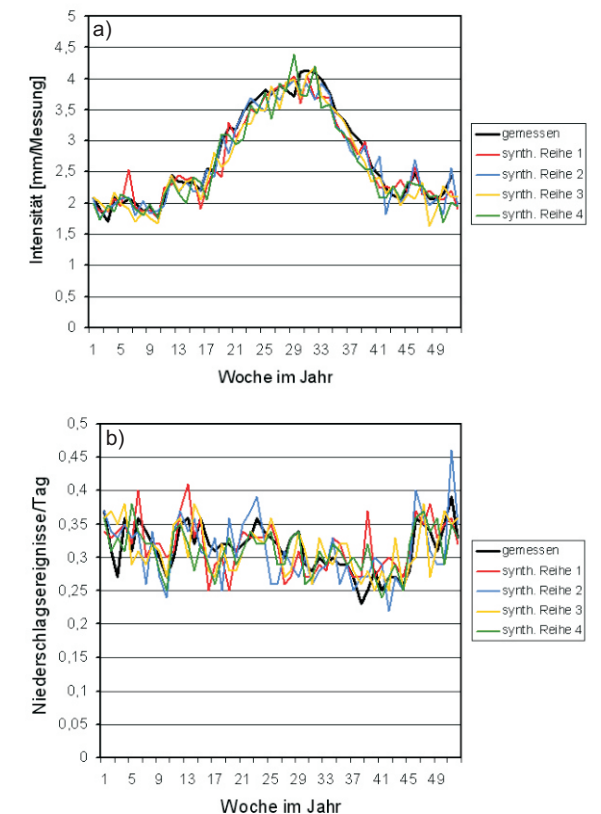 a)
5
4,5
4
3,5
3
2,5
2
1,5
1
0,5
0
Intensität [mm/Messung]
1 5 9 13 17 21 25 29 33 37 41 45 49
Woche im Jahr
gemessen
synth. Reihe 1
synth. Reihe 2
synth. Reihe 3
synth. Reihe 4
b)
0,5
0,45
0,4
0,35
0,3
0,25
0,2
0,15
0,1
0,05
0
Niederschlagsereignisse/Tag
1 5 9 13 17 21 25 29 33 37 41 45 49
Woche im Jahr
gemessen
synth. Reihe 1
synth. Reihe 2
synth. Reihe 3
synth. Reihe 4